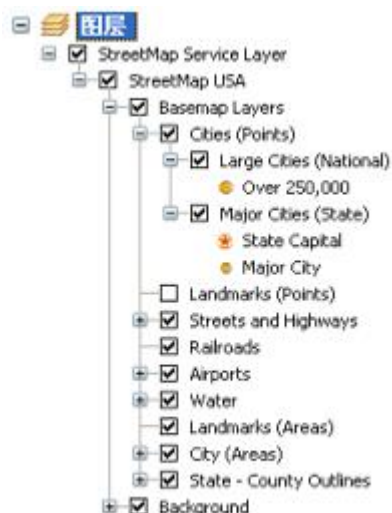 图层
StreetMap Service Layer
StreetMap USA
Basemap Layers
Cities (Points)
Large Cities (National)
Over 250,000
Major Cities (State)
State Capital
Major City
Landmarks (Points)
Streets and Highways
Railroads
Airports
Water
Landmarks (Areas)
City (Areas)
State - County Outlines
Background